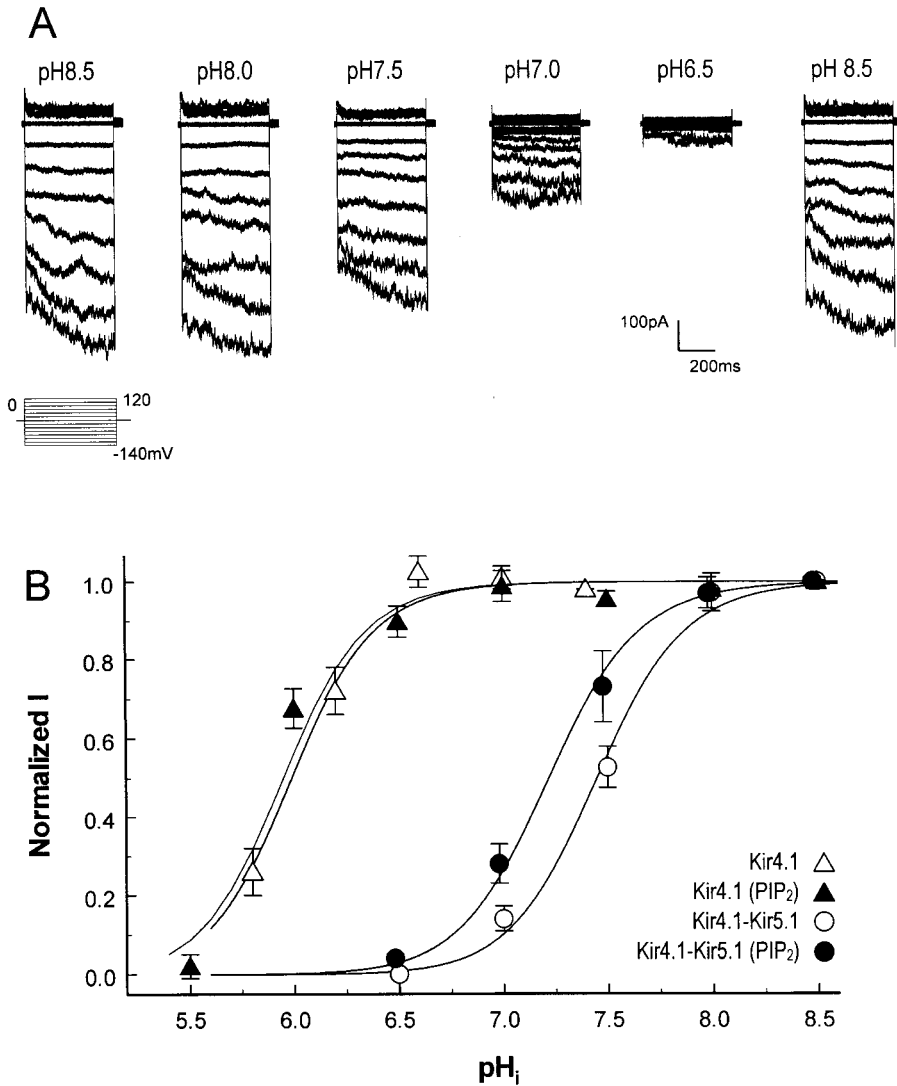 A
pH8.5 pH8.0 pH7.5 pH7.0 pH6.5 pH 8.5
100pA
200ms
0 120
-140mV
B
Normalized I
1.0
0.8
0.6
0.4
0.2
0.0
Kir4.1
Kir4.1 (PIP₂)
Kir4.1-Kir5.1
Kir4.1-Kir5.1 (PIP₂)
5.5 6.0 6.5 7.0 7.5 8.0 8.5
pHᵢ